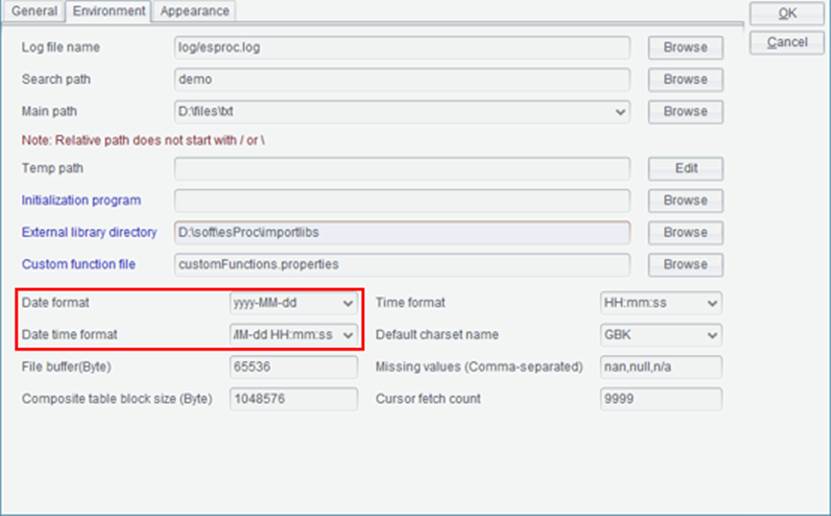 General Environment Appearance OK
Cancel
Log file name log/esproc.log Browse
Search path demo Browse
Main path D:\files\txt Browse
Note: Relative path does not start with / or \
Temp path Edit
Initialization program Browse
External library directory D:\soft\esProc\importlibs Browse
Custom function file customFunctions.properties Browse
Date format yyyy-MM-dd Time format HH:mm:ss
Date time format MM-dd HH:mm:ss Default charset name GBK
File buffer(Byte) 65536 Missing values (Comma-separated) nan,null,n/a
Composite table block size (Byte) 1048576 Cursor fetch count 9999